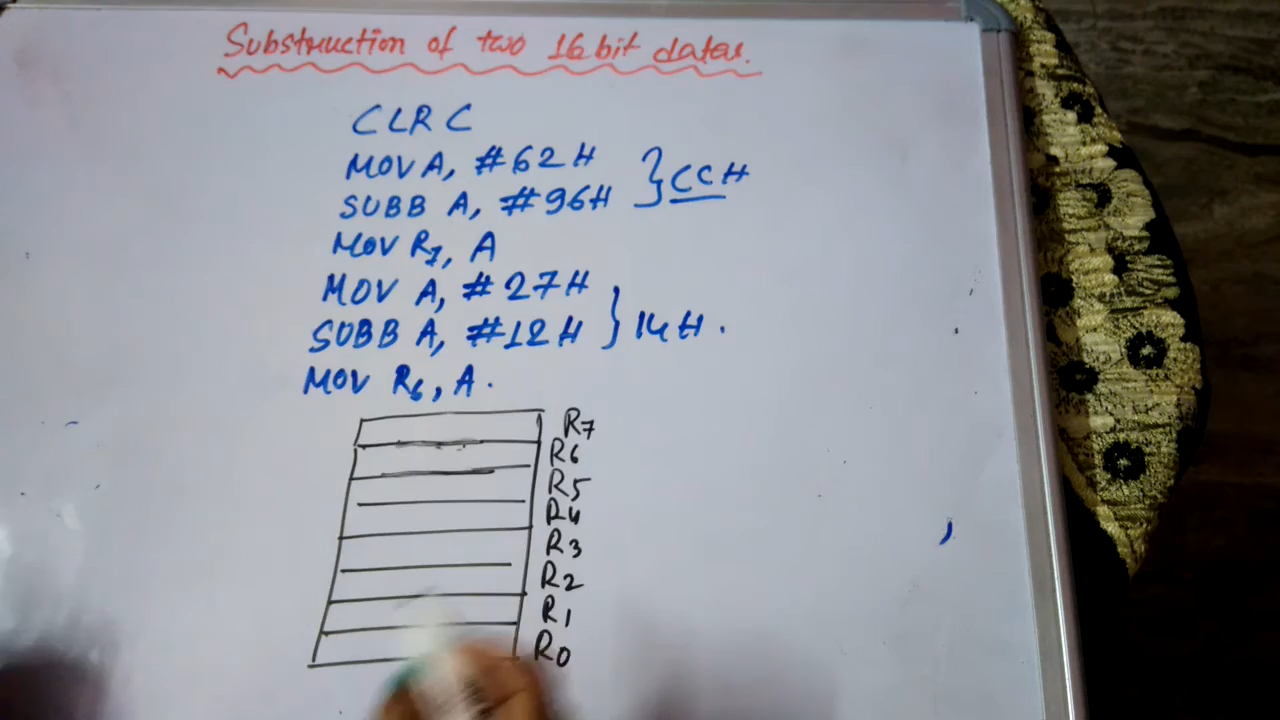 Substruction of two 16 bit datas.
CLR C
MOV A, #62H
SUBB A, #96H } CCH
MOV R7, A
MOV A, #27H
SUBB A, #12H } 14H.
MOV R6, A.
R7
R6
R5
R4
R3
R2
R1
R0